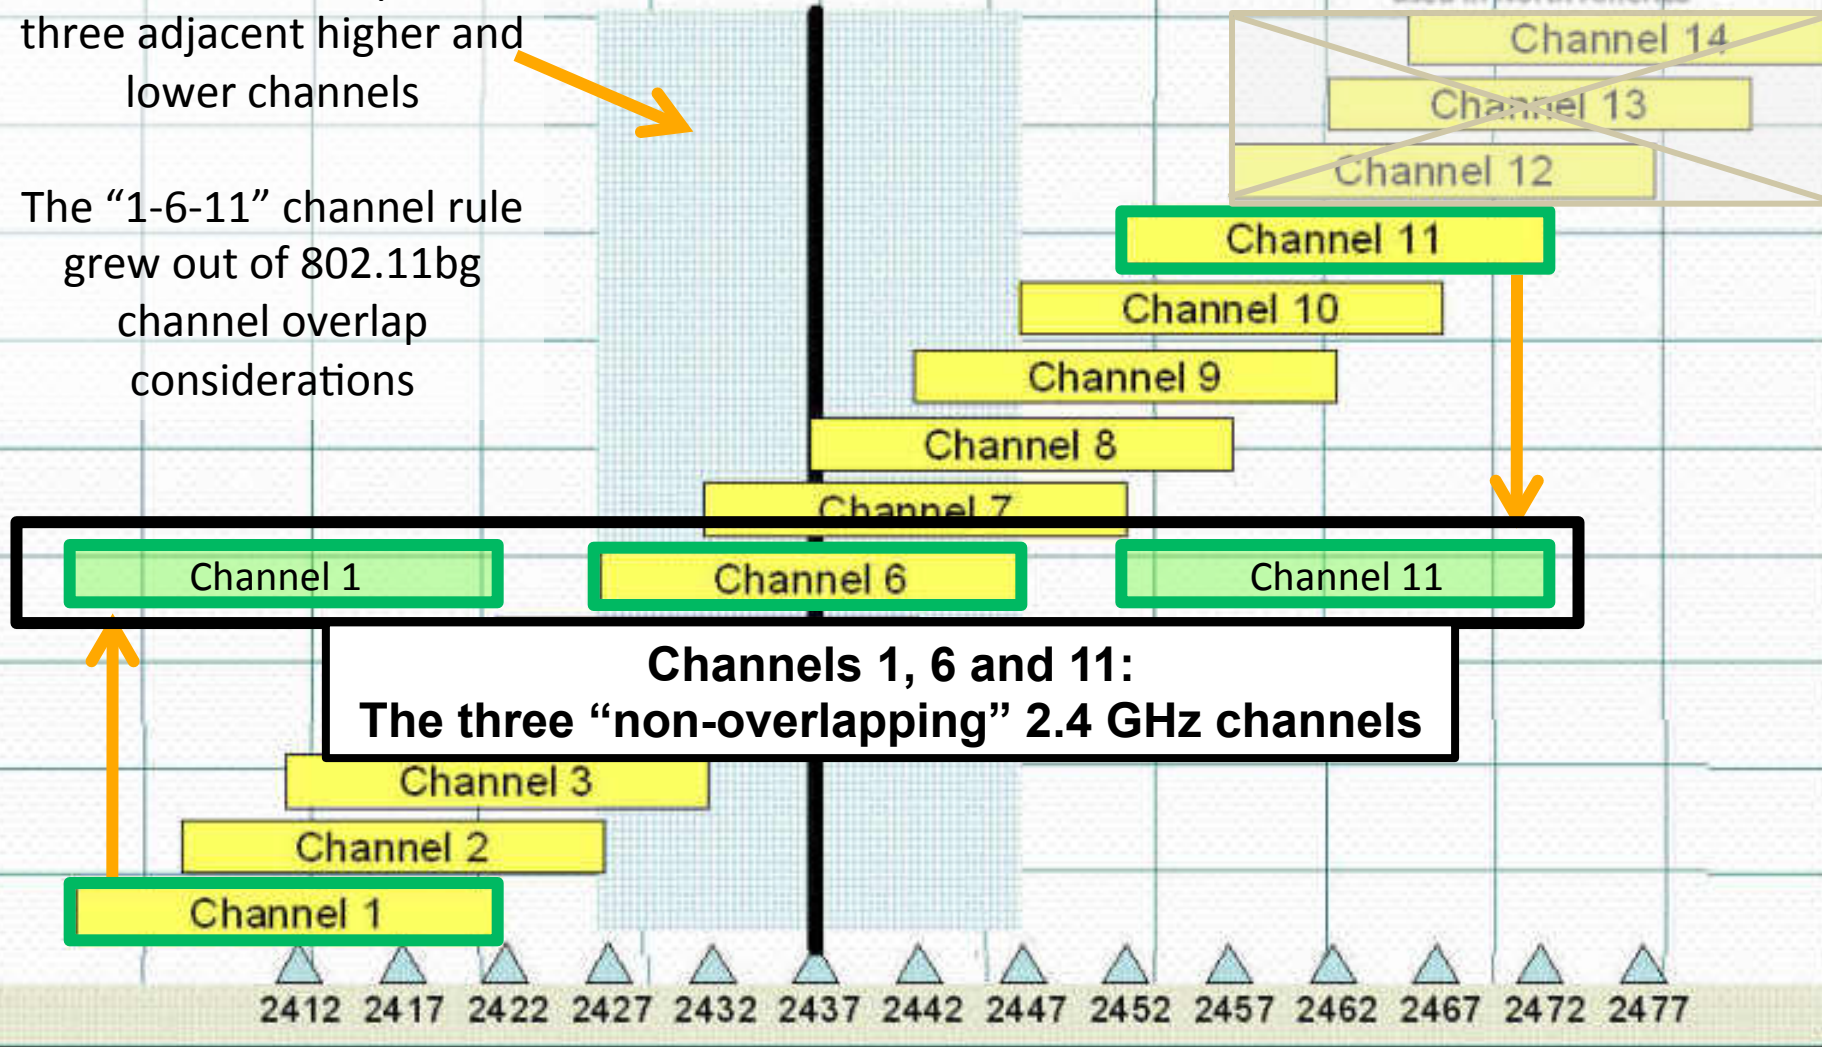 three adjacent higher and
lower channels
The “1-6-11” channel rule
grew out of 802.11bg
channel overlap
considerations
Channel 14
Channel 13
Channel 12
Channel 11
Channel 10
Channel 9
Channel 8
Channel 7
Channel 1
Channel 6
Channel 11
Channels 1, 6 and 11:
The three “non-overlapping” 2.4 GHz channels
Channel 3
Channel 2
Channel 1
2412 2417 2422 2427 2432 2437 2442 2447 2452 2457 2462 2467 2472 2477